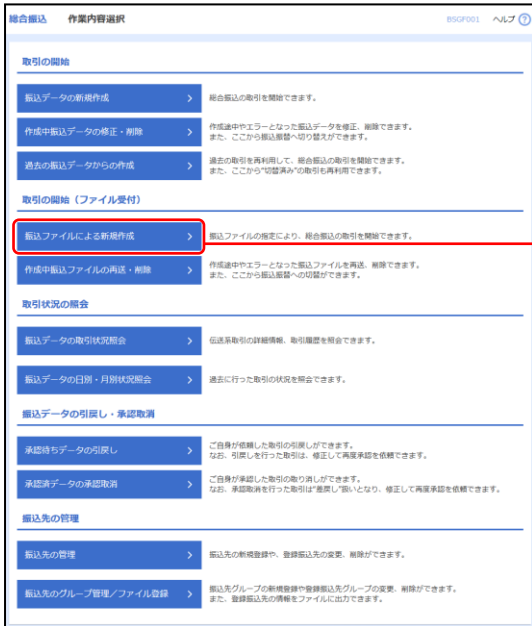 総合振込 作業内容選択 BSGF001 ヘルプ ?
取引の開始
振込データの新規作成 > 総合振込の取引を開始できます。
作成中振込データの修正・削除 > 作成途中やエラーとなった振込データを修正、削除できます。
また、ここから振込振替へ切り替えができます。
過去の振込データからの作成 > 過去の取引を再利用して、総合振込の取引を開始できます。
また、ここから"切替済み"の取引も再利用できます。
取引の開始（ファイル受付）
振込ファイルによる新規作成 > 振込ファイルの指定により、総合振込の取引を開始できます。
作成中振込ファイルの再送・削除 > 作成途中やエラーとなった振込ファイルを再送、削除できます。
また、ここから振込振替への切替ができます。
取引状況の照会
振込データの取引状況照会 > 伝送系取引の詳細情報、取引履歴を照会できます。
振込データの日別・月別状況照会 > 過去に行った取引の状況を照会できます。
振込データの引戻し・承認取消
承認待ちデータの引戻し > ご自身が依頼した取引の引戻しができます。
なお、引戻しを行った取引は、修正して再度承認を依頼できます。
承認済データの承認取消 > ご自身が承認した取引の取り消しができます。
なお、承認取消を行った取引は"差戻し"扱いとなり、修正して再度承認を依頼できます。
振込先の管理
振込先の管理 > 振込先の新規登録や、登録振込先の変更、削除ができます。
振込先のグループ管理／ファイル登録 > 振込先グループの新規登録や登録振込先グループの変更、削除ができます。
また、登録振込先の情報をファイルに出力できます。